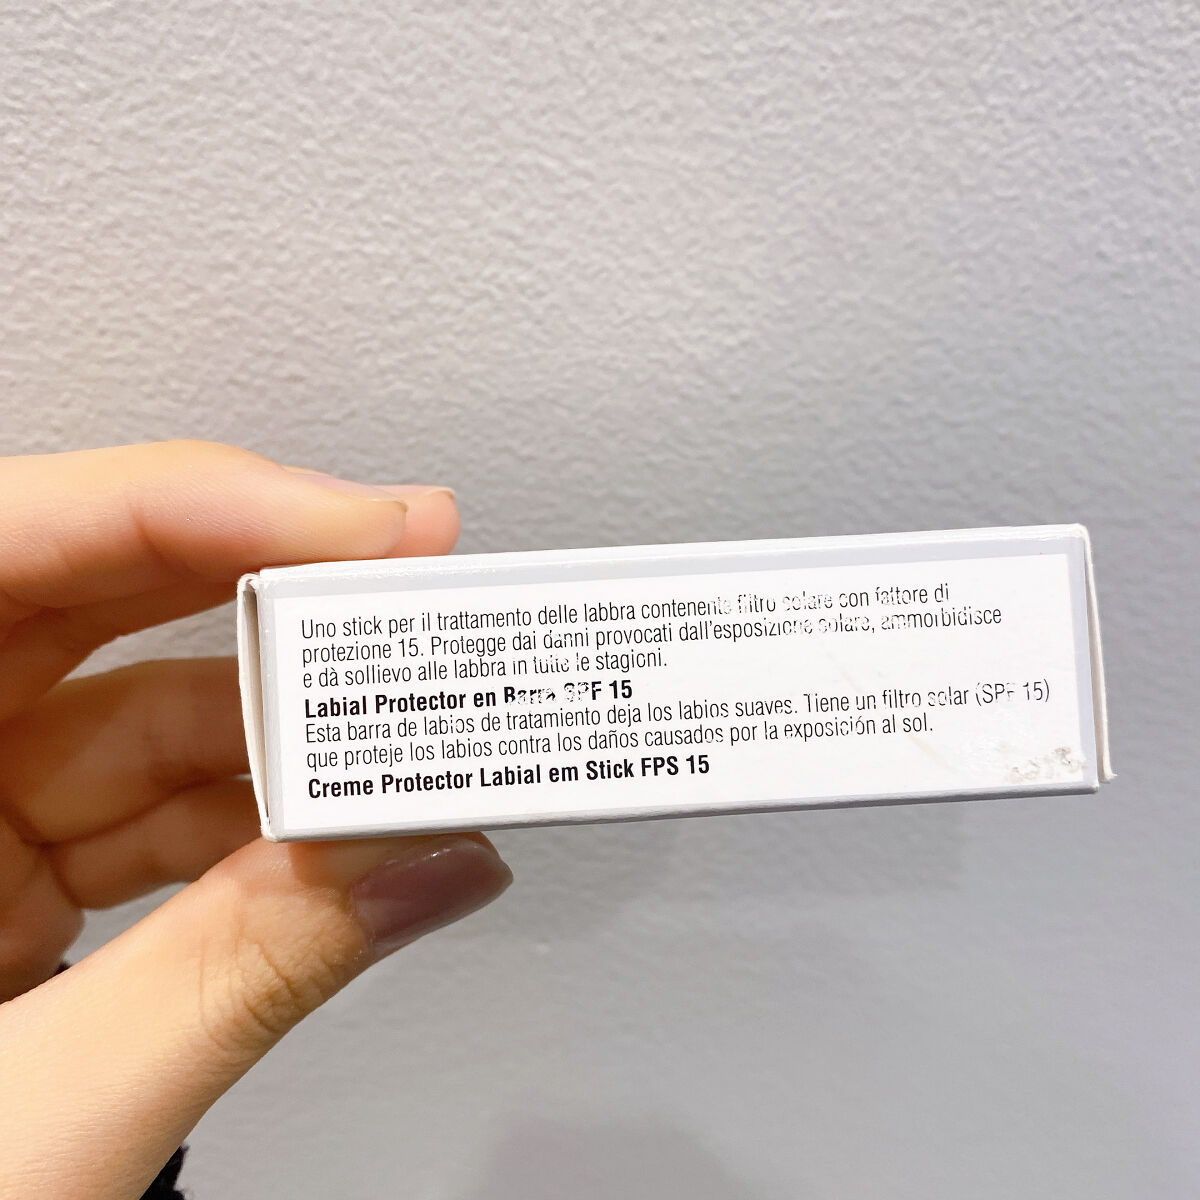 Uno stick per il trattamento delle labbra contenente filtro solare con fattore di
protezione 15. Protegge dai danni provocati dall'esposizione solare, ammorbidisce
e dà sollievo alle labbra in tutte le stagioni.
Labial Protector en Barra SPF 15
Esta barra de labios de tratamiento deja los labios suaves. Tiene un filtro solar (SPF 15)
que proteje los labios contra los daños causados por la exposición al sol.
Creme Protector Labial em Stick FPS 15